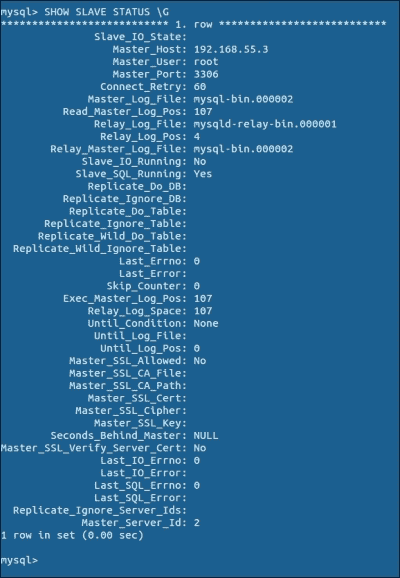 mysql> SHOW SLAVE STATUS \G
*************************** 1. row ***************************
Slave_IO_State:
Master_Host: 192.168.55.3
Master_User: root
Master_Port: 3306
Connect_Retry: 60
Master_Log_File: mysql-bin.000002
Read_Master_Log_Pos: 107
Relay_Log_File: mysqld-relay-bin.000001
Relay_Log_Pos: 4
Relay_Master_Log_File: mysql-bin.000002
Slave_IO_Running: No
Slave_SQL_Running: Yes
Replicate_Do_DB:
Replicate_Ignore_DB:
Replicate_Do_Table:
Replicate_Ignore_Table:
Replicate_Wild_Do_Table:
Replicate_Wild_Ignore_Table:
Last_Errno: 0
Last_Error:
Skip_Counter: 0
Exec_Master_Log_Pos: 107
Relay_Log_Space: 107
Until_Condition: None
Until_Log_File:
Until_Log_Pos: 0
Master_SSL_Allowed: No
Master_SSL_CA_File:
Master_SSL_CA_Path:
Master_SSL_Cert:
Master_SSL_Cipher:
Master_SSL_Key:
Seconds_Behind_Master: NULL
Master_SSL_Verify_Server_Cert: No
Last_IO_Errno: 0
Last_IO_Error:
Last_SQL_Errno: 0
Last_SQL_Error:
Replicate_Ignore_Server_Ids:
Master_Server_Id: 2
1 row in set (0.00 sec)
mysql>